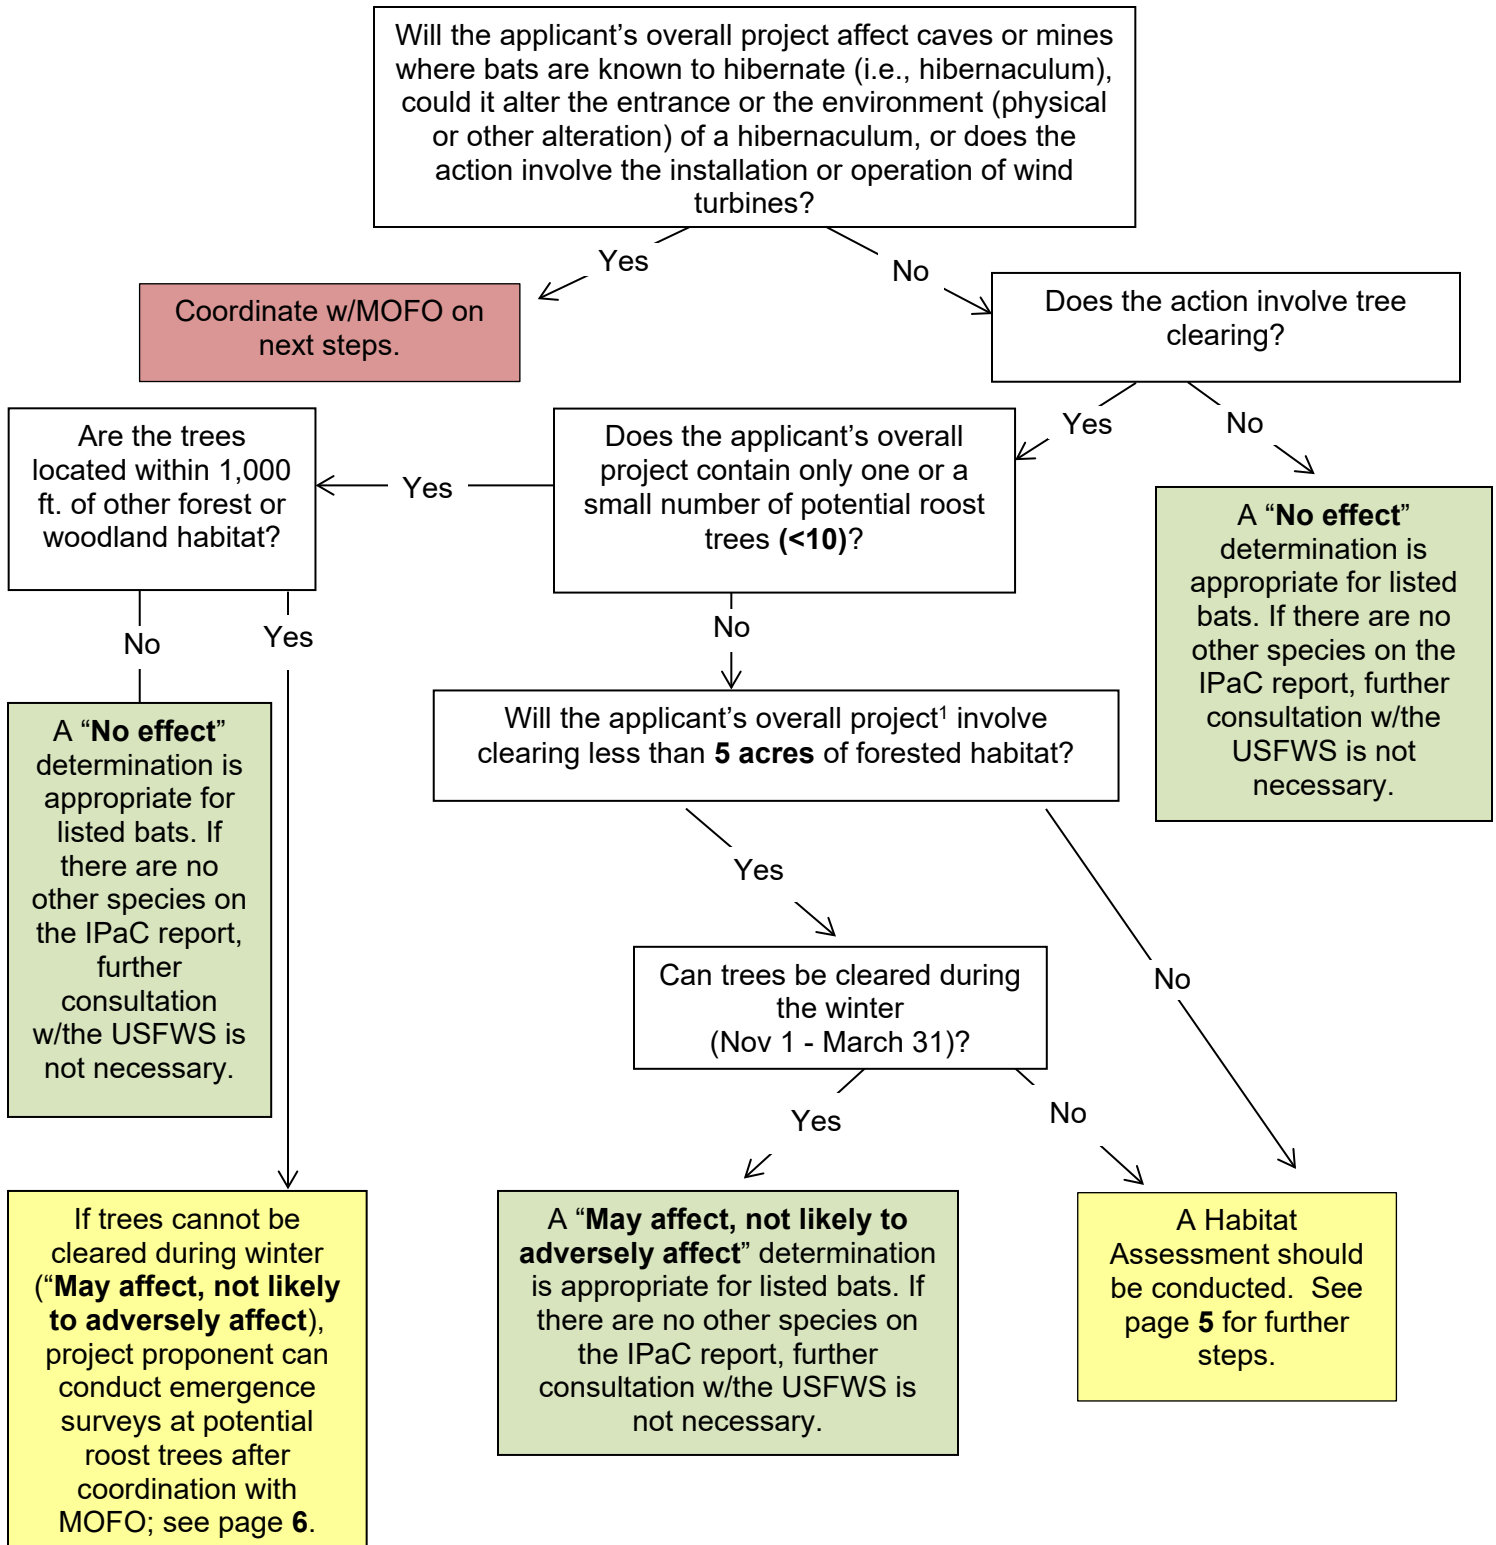 Will the applicant’s overall project affect caves or mines
where bats are known to hibernate (i.e., hibernaculum),
could it alter the entrance or the environment (physical
or other alteration) of a hibernaculum, or does the
action involve the installation or operation of wind
turbines?
Yes
No
Coordinate w/MOFO on
next steps.
Does the action involve tree
clearing?
Yes
No
Are the trees
located within 1,000
ft. of other forest or
woodland habitat?
Yes
Does the applicant’s overall
project contain only one or a
small number of potential roost
trees (<10)?
A “No effect”
determination is
appropriate for listed
bats. If there are no
other species on the
IPaC report, further
consultation w/the
USFWS is not
necessary.
No
Yes
No
A “No effect”
determination is
appropriate for
listed bats. If
there are no
other species on
the IPaC report,
further
consultation
w/the USFWS is
not necessary.
Will the applicant’s overall project¹ involve
clearing less than 5 acres of forested habitat?
Yes
No
Can trees be cleared during
the winter
(Nov 1 - March 31)?
Yes
No
If trees cannot be
cleared during winter
(“May affect, not likely
to adversely affect),
project proponent can
conduct emergence
surveys at potential
roost trees after
coordination with
MOFO; see page 6.
A “May affect, not likely to
adversely affect” determination
is appropriate for listed bats. If
there are no other species on
the IPaC report, further
consultation w/the USFWS is
not necessary.
A Habitat
Assessment should
be conducted.  See
page 5 for further
steps.